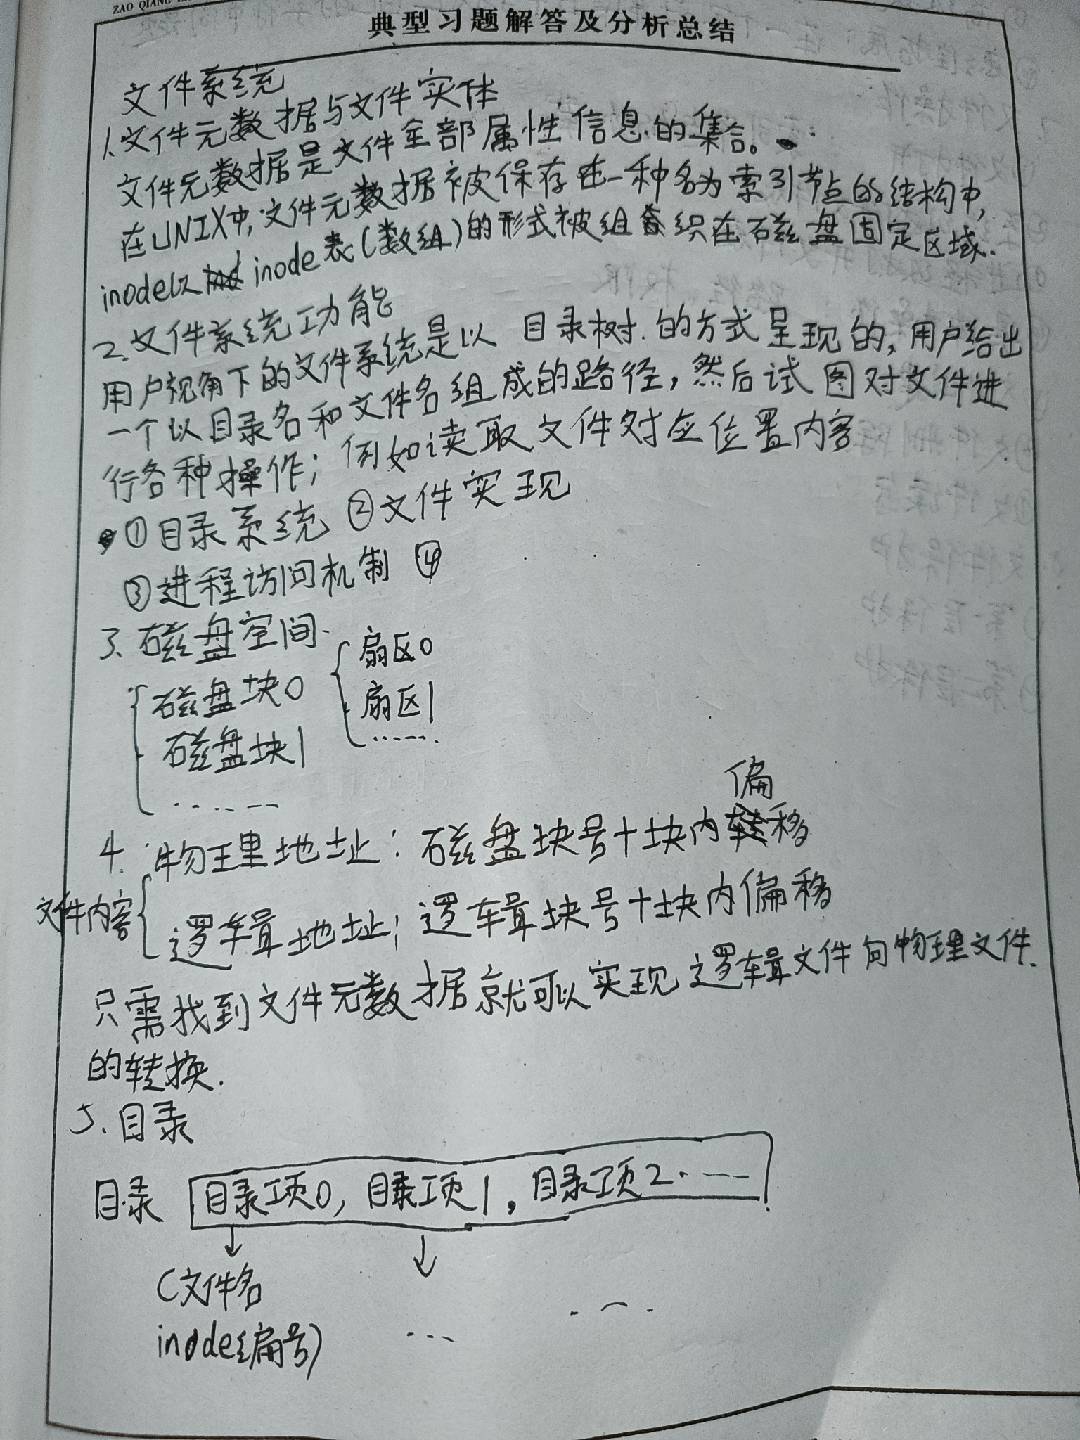 ZAO QIANG
典型习题解答及分析总结
文件系统
1.文件元数据与文件实体
文件元数据是文件全部属性信息的集合。
在UNIX中,文件元数据被保存在一种名为索引节点的结构中,
inode以 inode表(数组)的形式被组织在磁盘固定区域.
2.文件系统功能
用户视角下的文件系统是以 目录树.的方式呈现的,用户给出
一个以目录名和文件名组成的路径,然后试图对文件进
行各种操作; 例如读取文件对应位置内容
①目录系统 ②文件实现
③进程访问机制 ④
3.磁盘空间.
磁盘块0 扇区0
磁盘块1 扇区1
......
......
4.物理地址:磁盘块号+块内偏移
文件内容
逻辑地址;逻辑块号+块内偏移
只需找到文件元数据就可以实现逻辑文件向物理文件.
的转换.
5.目录
目录 目录项0,目录项1,目录项2.---
↓ ↓
(文件名
inode编号)
... ...